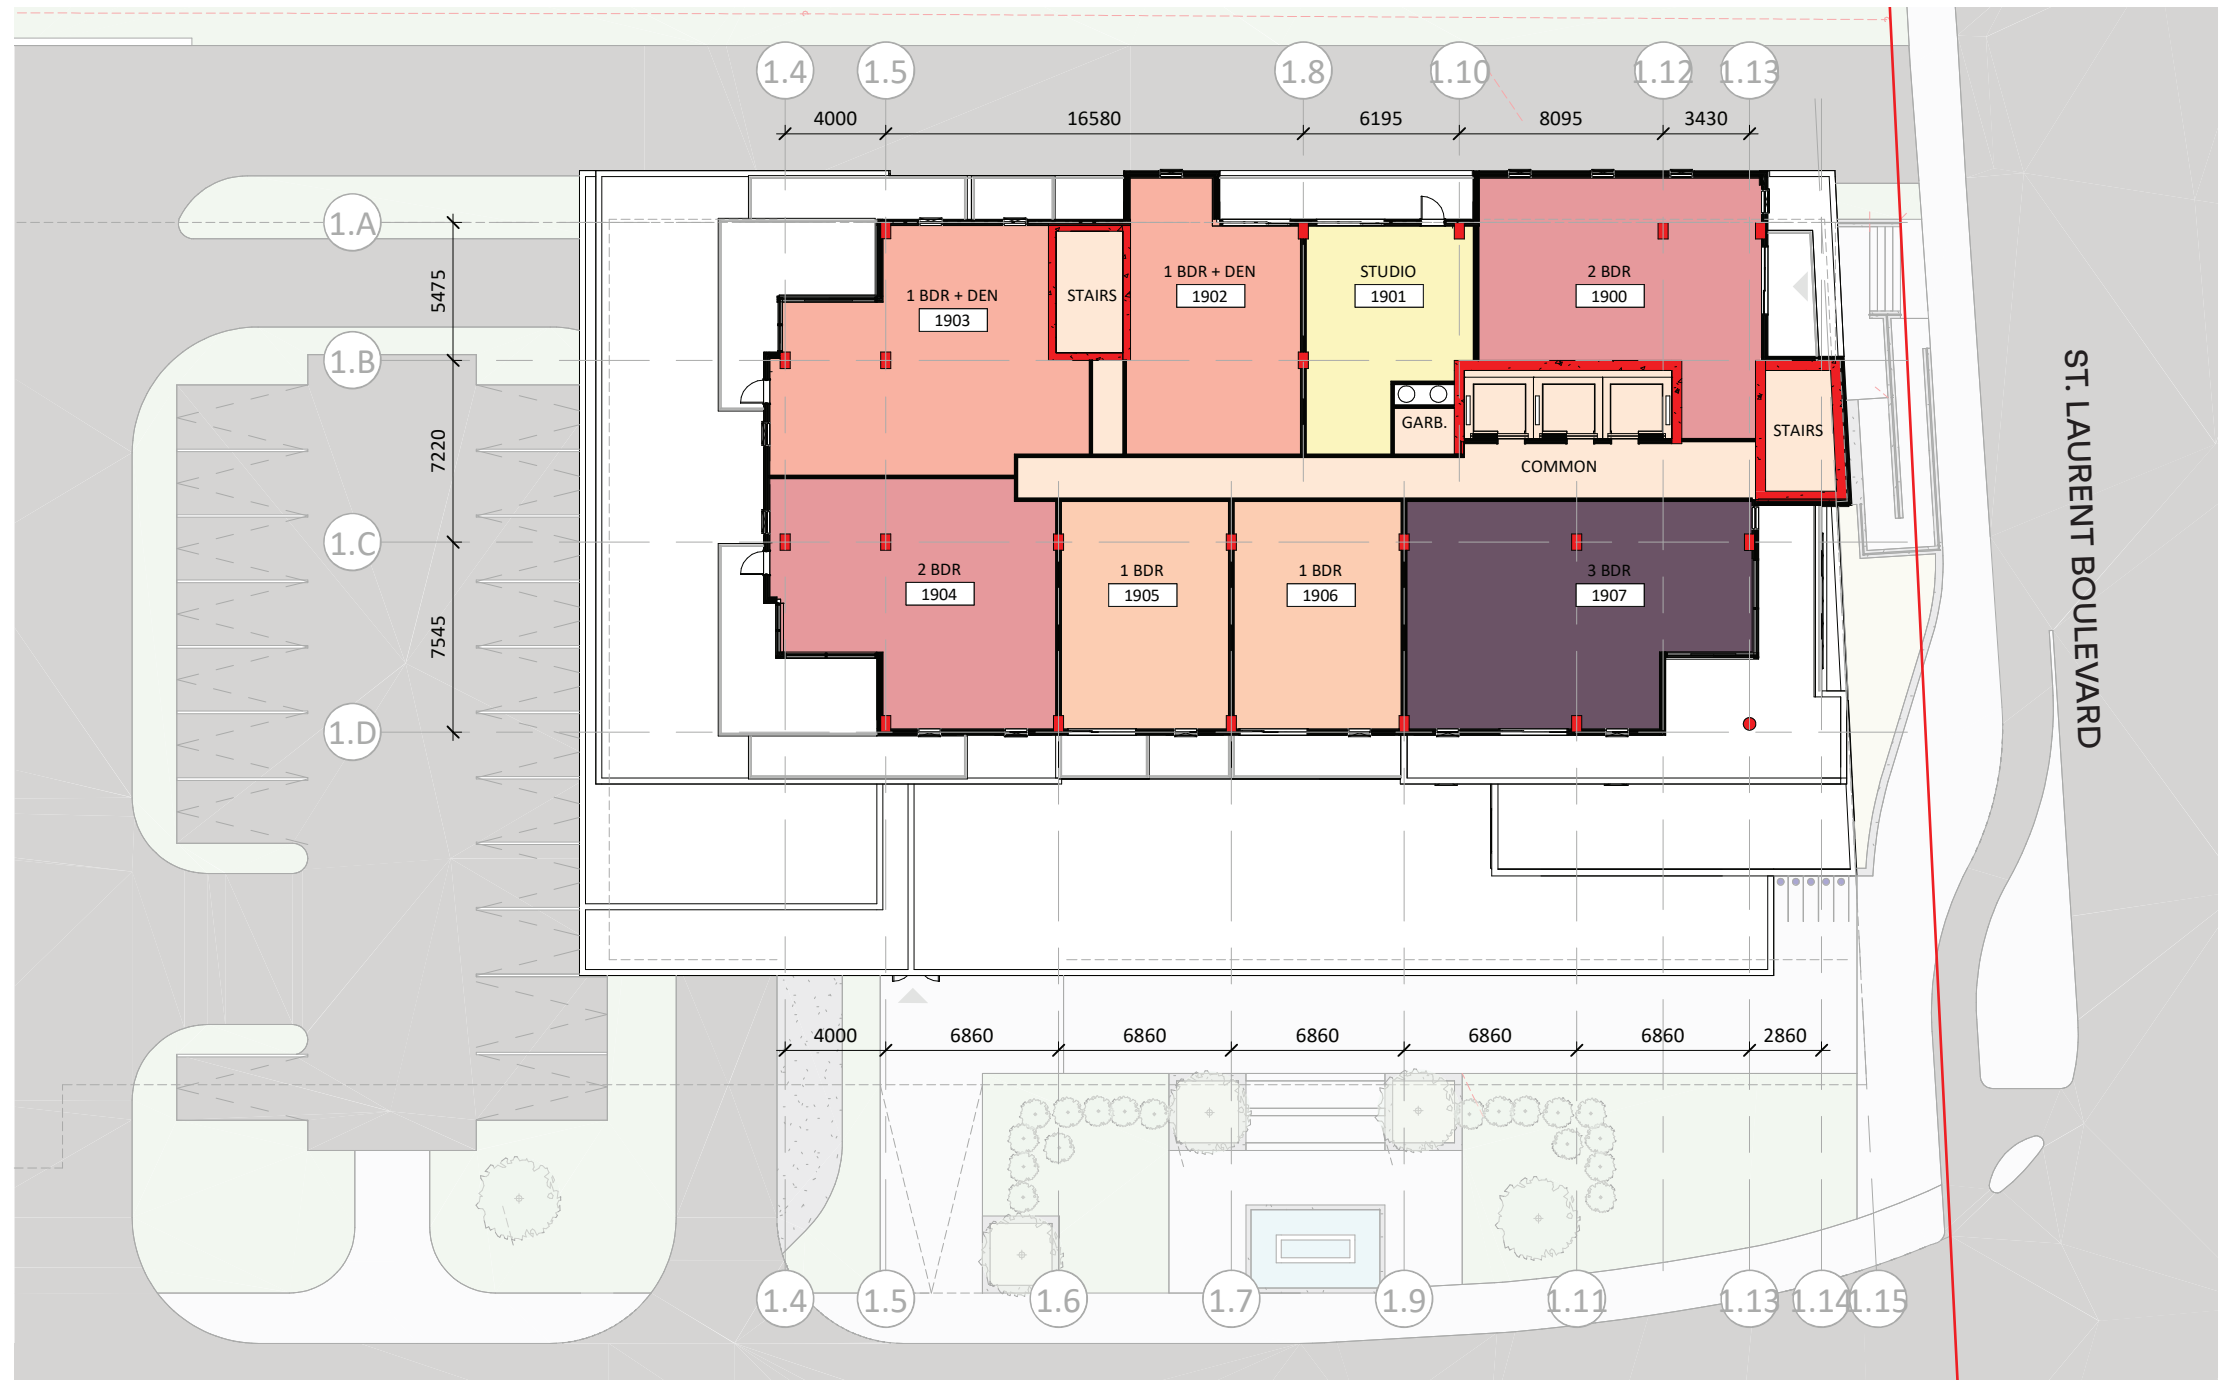 1.4 1.5 1.8 1.10 1.12 1.13
4000 16580 6195 8095 3430
1.A
1.B
1.C
1.D
5475
7220
7545
1 BDR + DEN
1903
STAIRS
1 BDR + DEN
1902
STUDIO
1901
2 BDR
1900
GARB.
COMMON
STAIRS
2 BDR
1904
1 BDR
1905
1 BDR
1906
3 BDR
1907
ST. LAURENT BOULEVARD
4000 6860 6860 6860 6860 6860 2860
1.4 1.5 1.6 1.7 1.9 1.11 1.13 1.14 1.15